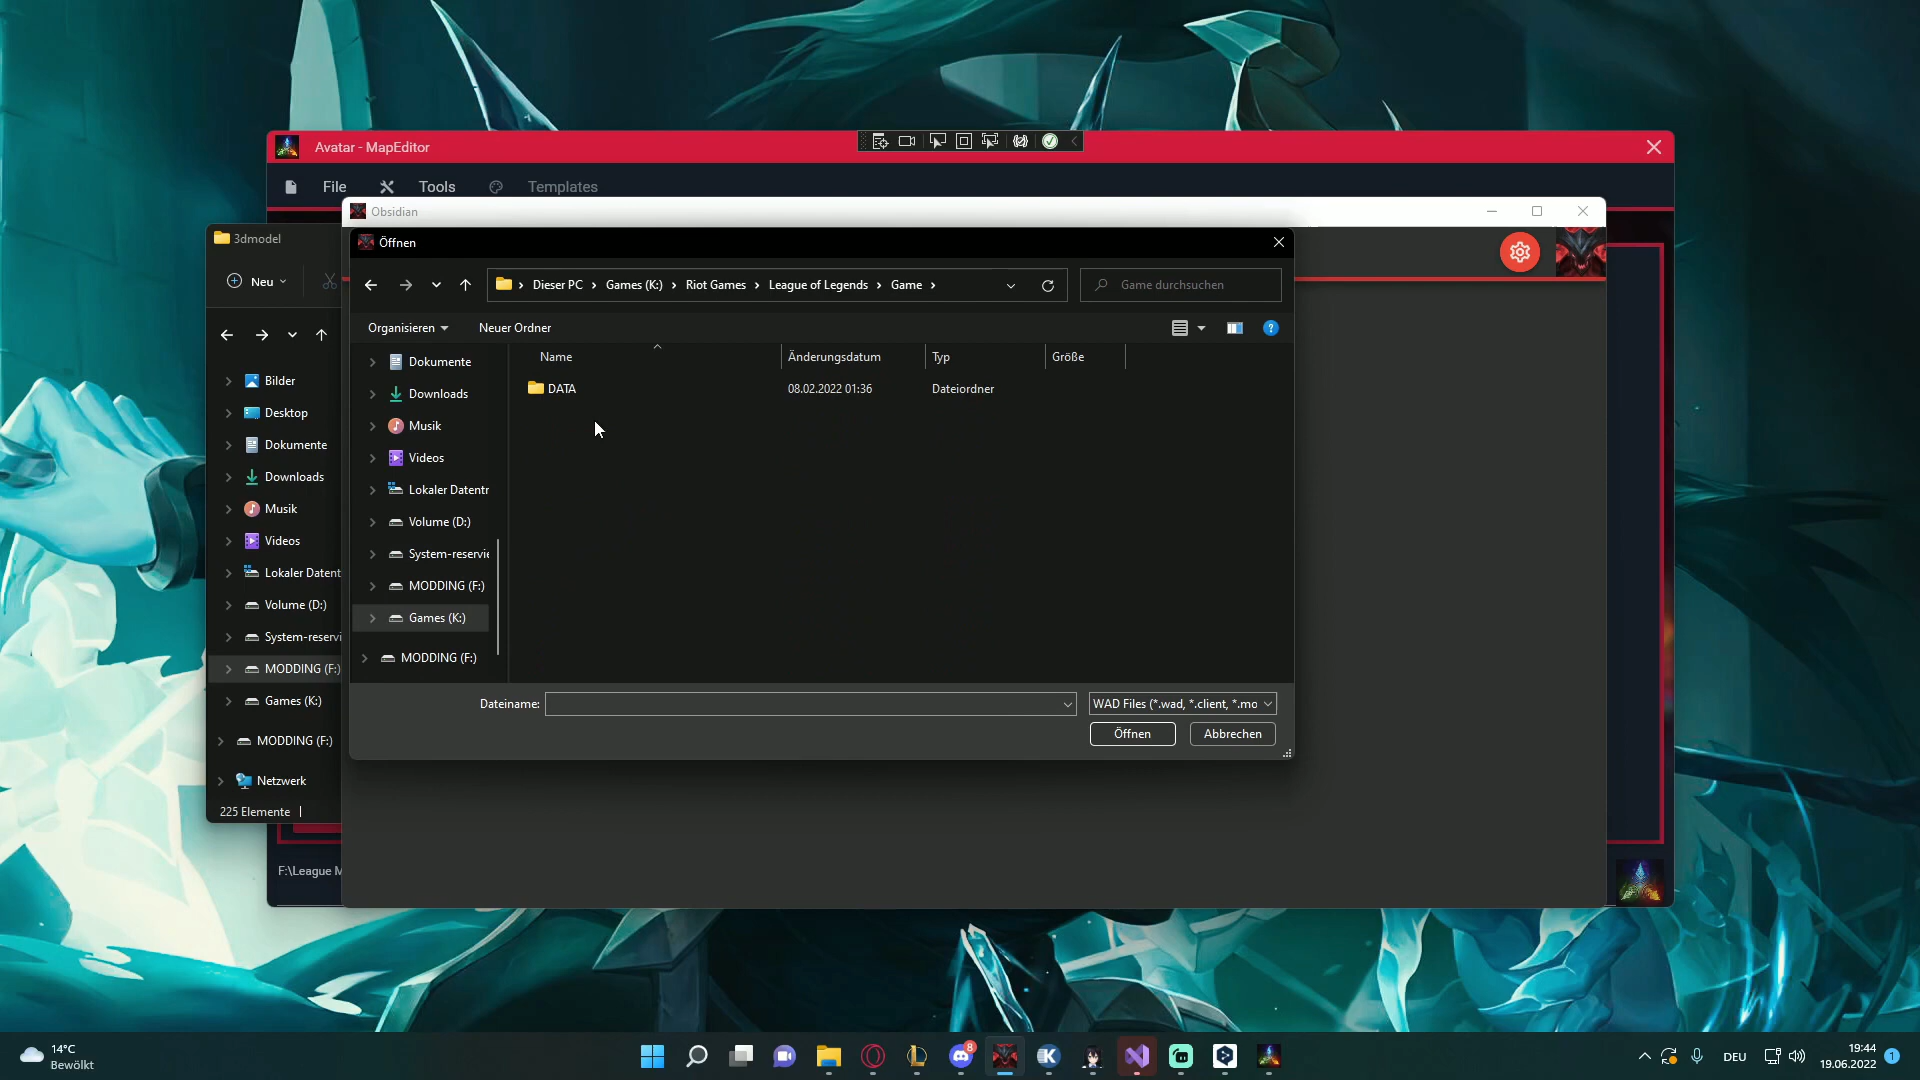 Avatar - MapEditor
File Tools Templates
Obsidian
3dmodel
Neu
Bilder
Desktop
Dokumente
Downloads
Musik
Videos
Lokaler Datent
Volume (D:)
System-reservi
MODDING (F:)
Games (K:)
MODDING (F:)
Netzwerk
225 Elemente
F:\League M
Öffnen
Dieser PC › Games (K:) › Riot Games › League of Legends › Game ›
Game durchsuchen
Organisieren Neuer Ordner
Dokumente
Downloads
Musik
Videos
Lokaler Datentr
Volume (D:)
System-reservie
MODDING (F:)
Games (K:)
MODDING (F:)
Name Änderungsdatum Typ Größe
DATA 08.02.2022 01:36 Dateiordner
Dateiname: WAD Files (*.wad, *.client, *.mo
Öffnen Abbrechen
14°C
Bewölkt
8
DEU
19:44
19.06.2022
1